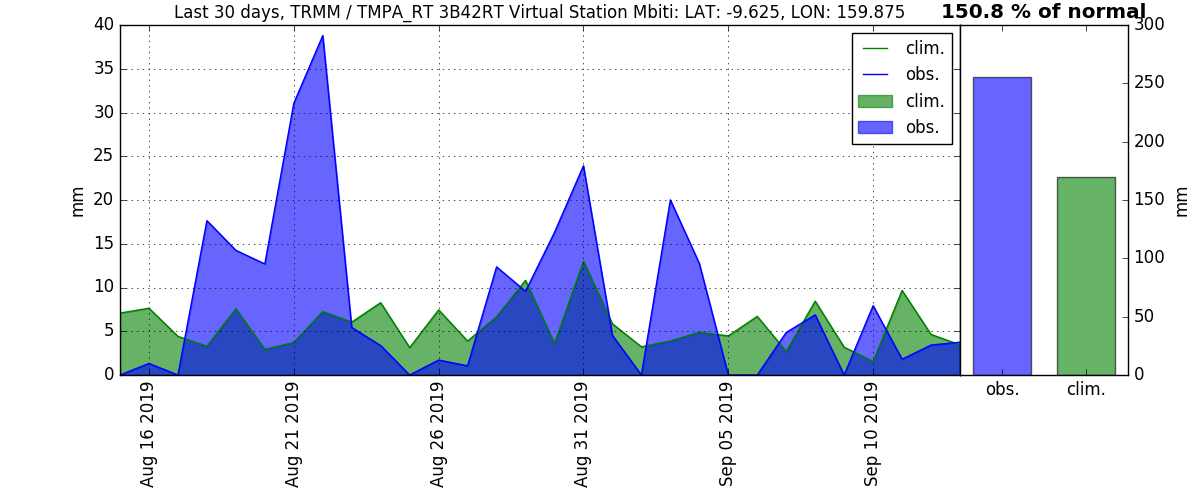 Last 30 days, TRMM / TMPA_RT 3B42RT Virtual Station Mbiti: LAT: -9.625, LON: 159.875
150.8 % of normal
40
35
30
25
20
15
10
5
0
mm
clim.
obs.
clim.
obs.
Aug 16 2019
Aug 21 2019
Aug 26 2019
Aug 31 2019
Sep 05 2019
Sep 10 2019
300
250
200
150
100
50
0
mm
obs.
clim.